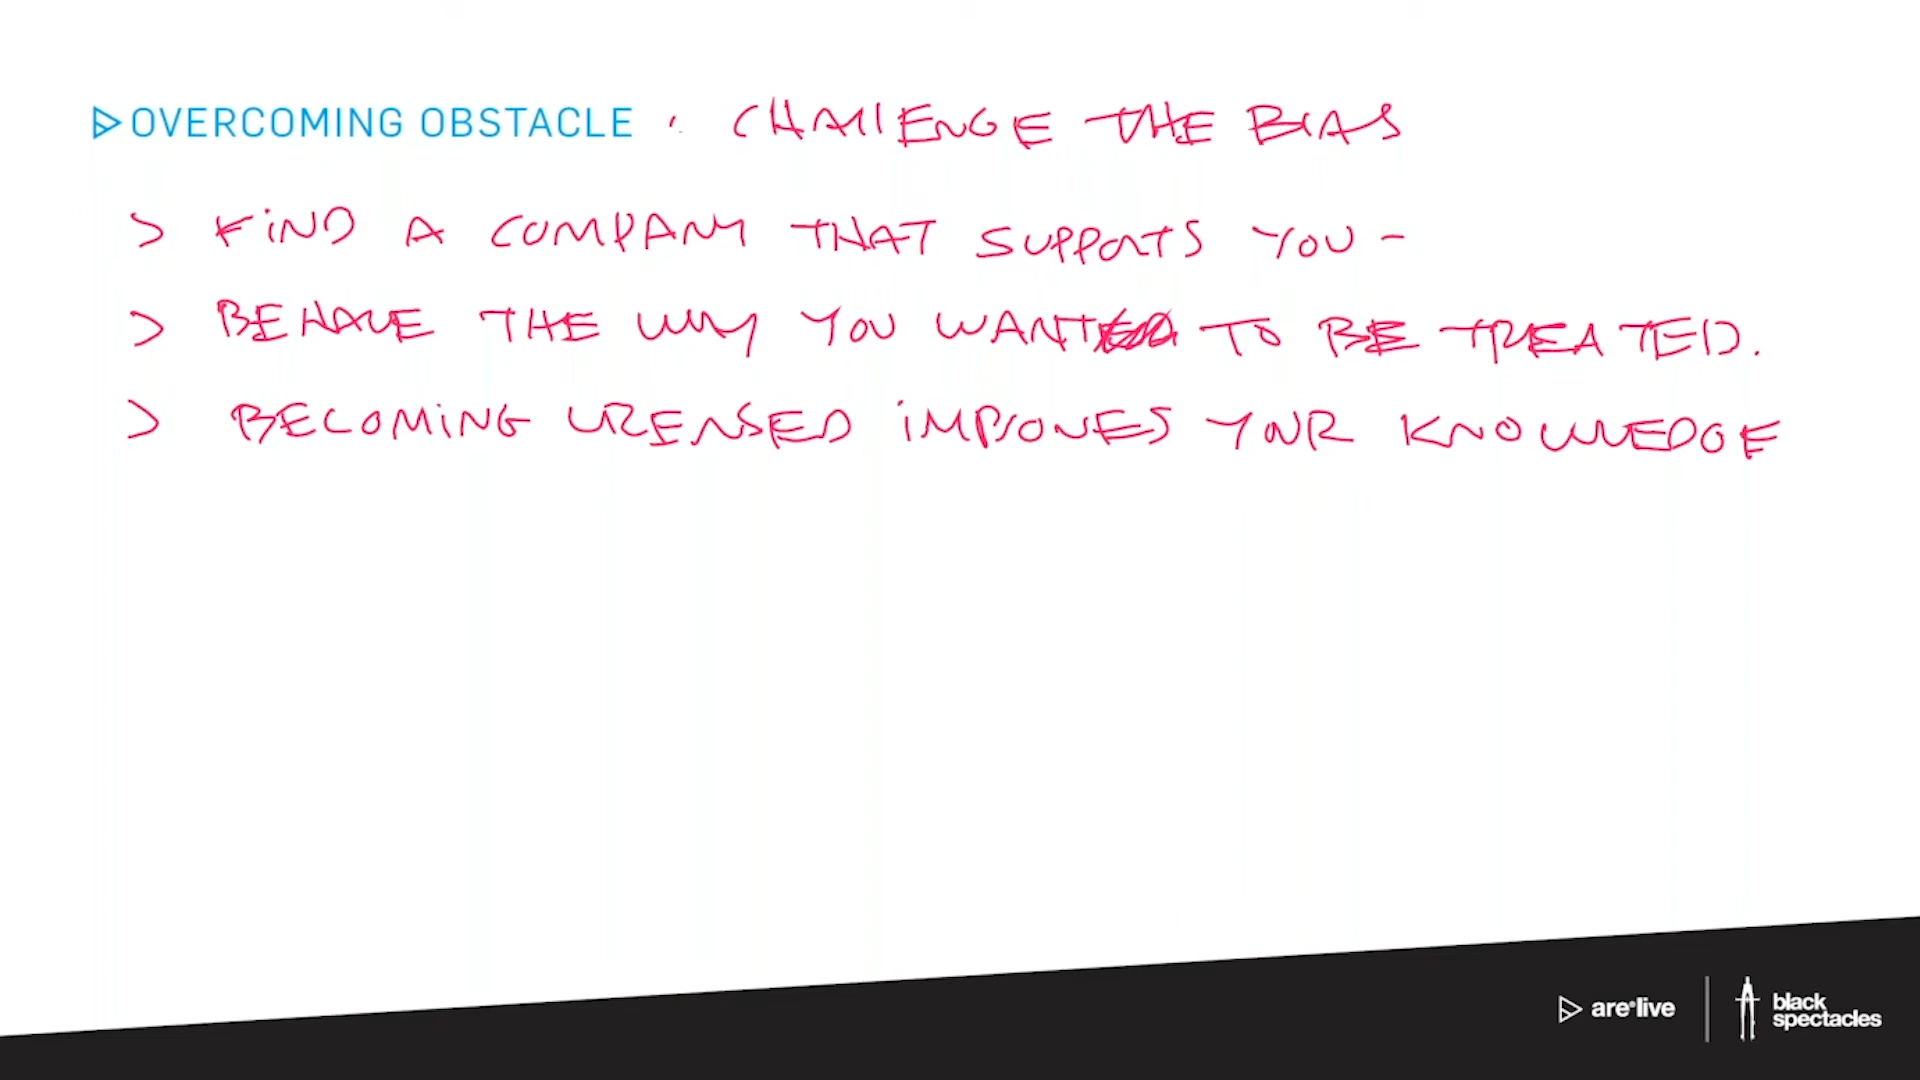 OVERCOMING OBSTACLE : CHALLENGE THE BIAS
> FIND A COMPANY THAT SUPPORTS YOU -
> BEHAVE THE WAY YOU WANT TO BE TREATED.
> BECOMING LICENSED IMPROVES YOUR KNOWLEDGE
are live
black
spectacles